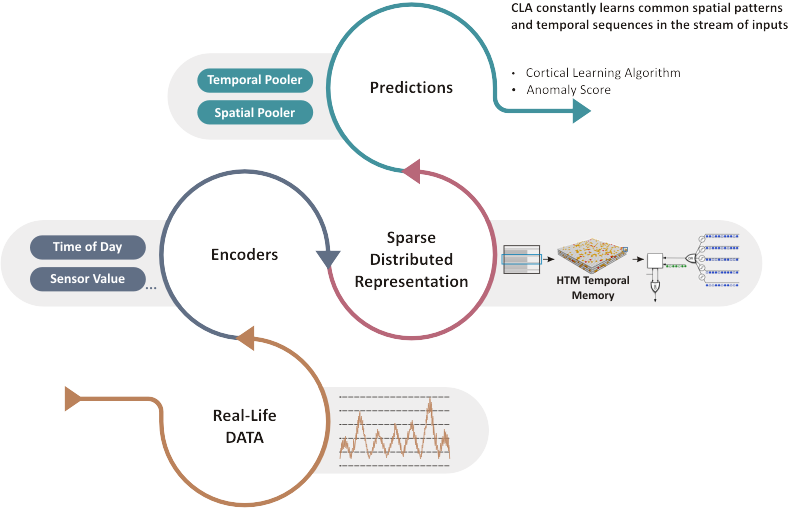 CLA constantly learns common spatial patterns
and temporal sequences in the stream of inputs
• Cortical Learning Algorithm
• Anomaly Score
Temporal Pooler
Spatial Pooler
Predictions
Time of Day
Sensor Value
...
Encoders
Sparse
Distributed
Representation
HTM Temporal
Memory
Real-Life
DATA